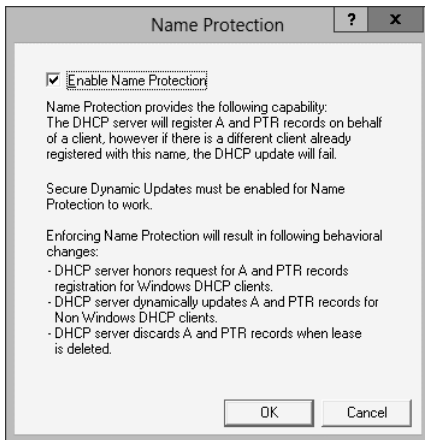 Name Protection
?
x
Enable Name Protection
Name Protection provides the following capability:
The DHCP server will register A and PTR records on behalf
of a client, however if there is a different client already
registered with this name, the DHCP update will fail.
Secure Dynamic Updates must be enabled for Name
Protection to work.
Enforcing Name Protection will result in following behavioral
changes:
- DHCP server honors request for A and PTR records
registration for Windows DHCP clients.
- DHCP server dynamically updates A and PTR records for
Non Windows DHCP clients.
- DHCP server discards A and PTR records when lease
is deleted.
OK
Cancel